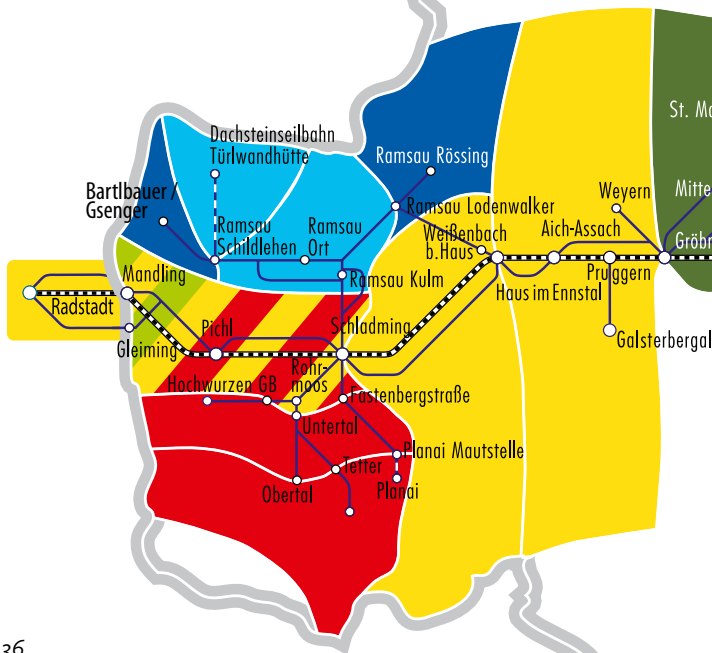 St. Ma
Dachsteinseilbahn
Türlwandhütte
Ramsau Rössing
Bartlbauer /
Gsenger
Weyern
Mitte
Ramsau Lodenwalker
Ramsau
Schildlehen
Ramsau
Ort
Weißenbach
b.Haus
Aich-Assach
Gröbm
Mandling
Ramsau Kulm
Pruggern
Haus im Ennstal
Radstadt
Pichl
Schladming
Galsterbergal
Gleiming
Rohr-
moos
Hochwurzen GB
Fastenbergstraße
Untertal
Planai Mautstelle
Tetter
Obertal
Planai
36